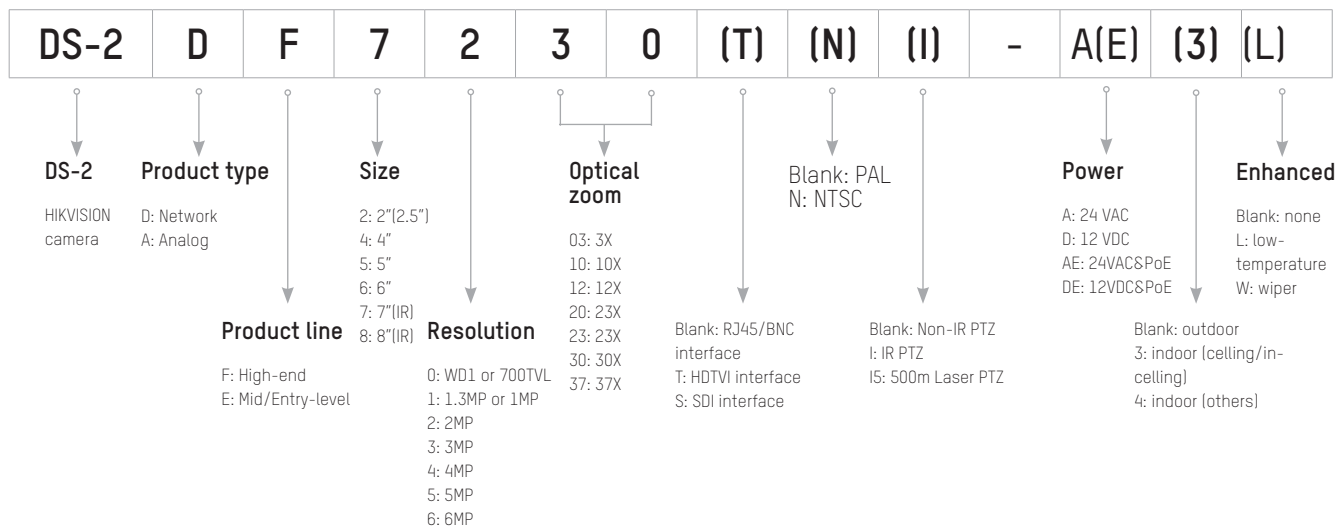 DS-2 D F 7 2 3 0 (T) (N) (I) - A(E) (3) (L)
DS-2
HIKVISION
camera
Product type
D: Network
A: Analog
Product line
F: High-end
E: Mid/Entry-level
Size
2: 2"(2.5")
4: 4"
5: 5"
6: 6"
7: 7"(IR)
8: 8"(IR)
Resolution
0: WD1 or 700TVL
1: 1.3MP or 1MP
2: 2MP
3: 3MP
4: 4MP
5: 5MP
6: 6MP
Optical
zoom
03: 3X
10: 10X
12: 12X
20: 23X
23: 23X
30: 30X
37: 37X
Blank: RJ45/BNC
interface
T: HDTVI interface
S: SDI interface
Blank: PAL
N: NTSC
Blank: Non-IR PTZ
I: IR PTZ
I5: 500m Laser PTZ
Power
A: 24 VAC
D: 12 VDC
AE: 24VAC&PoE
DE: 12VDC&PoE
Blank: outdoor
3: indoor (celling/in-
celling)
4: indoor (others)
Enhanced
Blank: none
L: low-
temperature
W: wiper